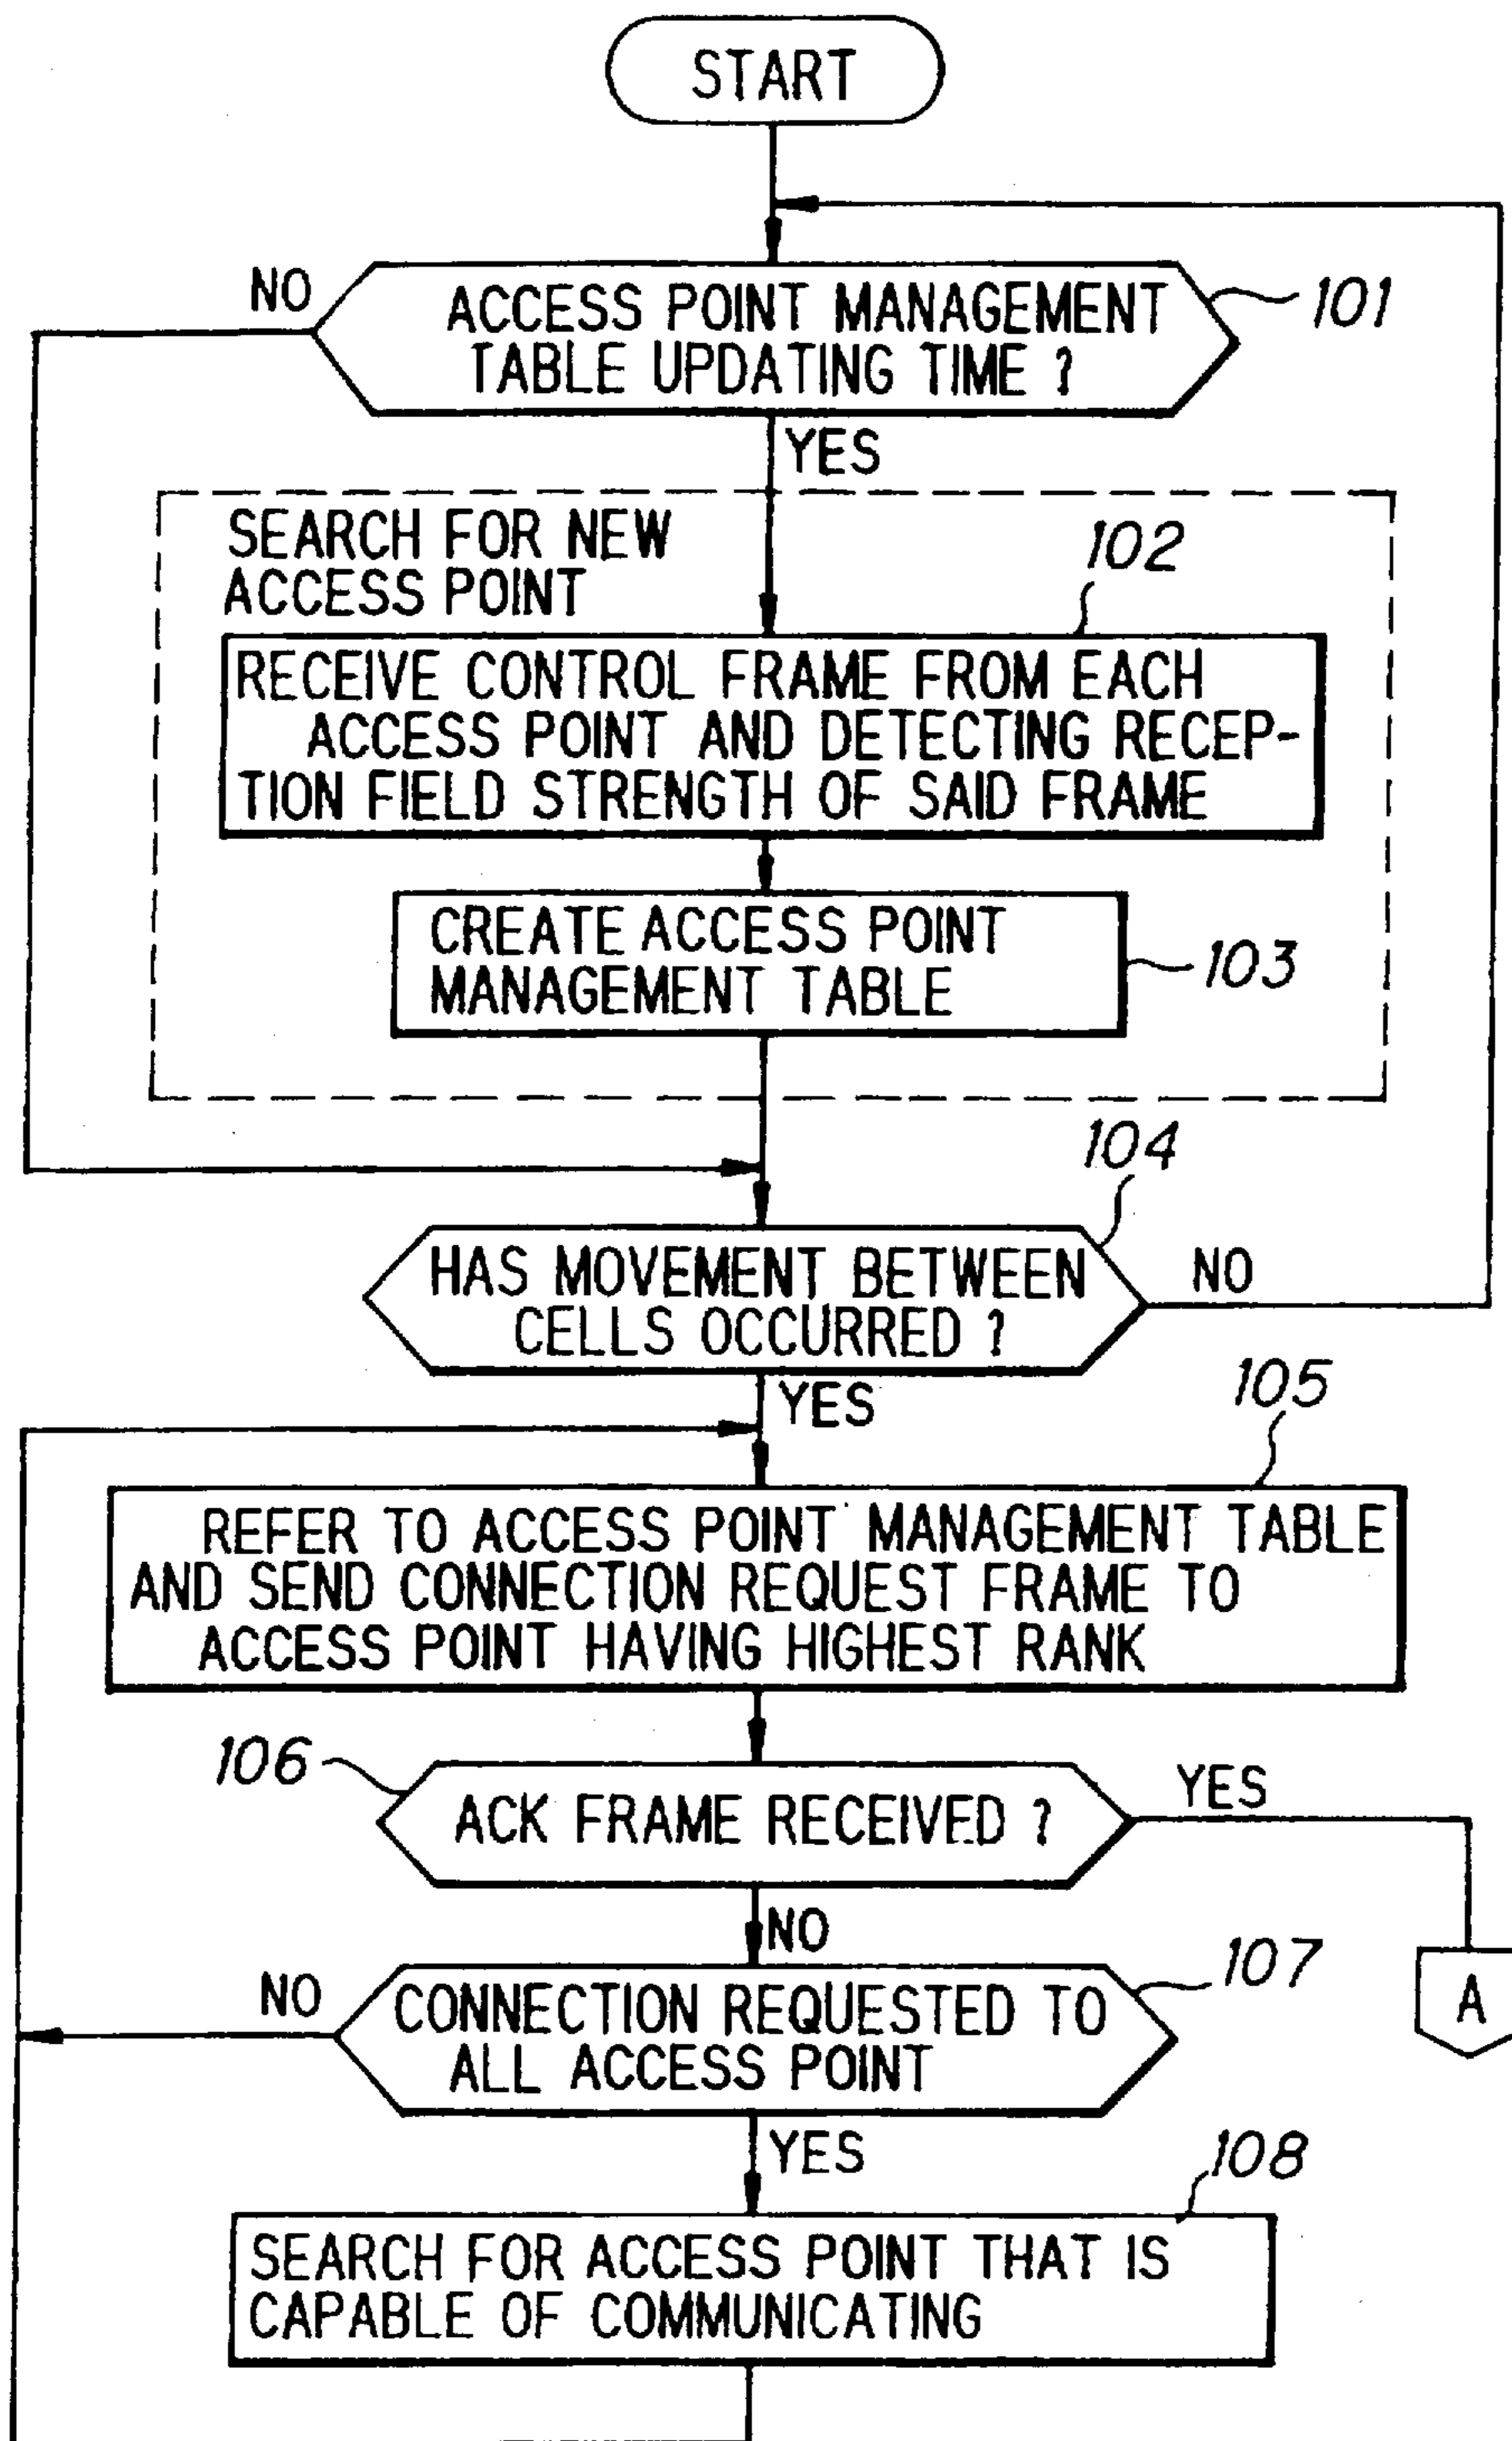 START
NO
ACCESS POINT MANAGEMENT
TABLE UPDATING TIME ?
101
YES
SEARCH FOR NEW
ACCESS POINT
102
RECEIVE CONTROL FRAME FROM EACH
ACCESS POINT AND DETECTING RECEP-
TION FIELD STRENGTH OF SAID FRAME
CREATE ACCESS POINT
MANAGEMENT TABLE
103
104
HAS MOVEMENT BETWEEN
CELLS OCCURRED ?
NO
YES
105
REFER TO ACCESS POINT MANAGEMENT TABLE
AND SEND CONNECTION REQUEST FRAME TO
ACCESS POINT HAVING HIGHEST RANK
106
ACK FRAME RECEIVED ?
YES
NO
107
NO
CONNECTION REQUESTED TO
ALL ACCESS POINT
A
YES
108
SEARCH FOR ACCESS POINT THAT IS
CAPABLE OF COMMUNICATING